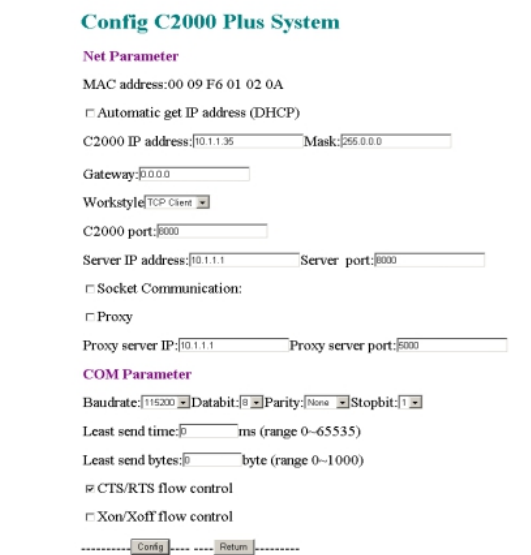 Config C2000 Plus System
Net Parameter
MAC address:00 09 F6 01 02 0A
Automatic get IP address (DHCP)
C2000 IP address:10.1.1.35 Mask:255.0.0.0
Gateway:0.0.0.0
Workstyle TCP Client
C2000 port:8000
Server IP address:10.1.1.1 Server port:8000
Socket Communication:
Proxy
Proxy server IP:10.1.1.1 Proxy server port:5000
COM Parameter
Baudrate:115200 Databit:8 Parity:None Stopbit:1
Least send time:0 ms (range 0~65535)
Least send bytes:0 byte (range 0~1000)
CTS/RTS flow control
Xon/Xoff flow control
----------Config---- ----Return---------